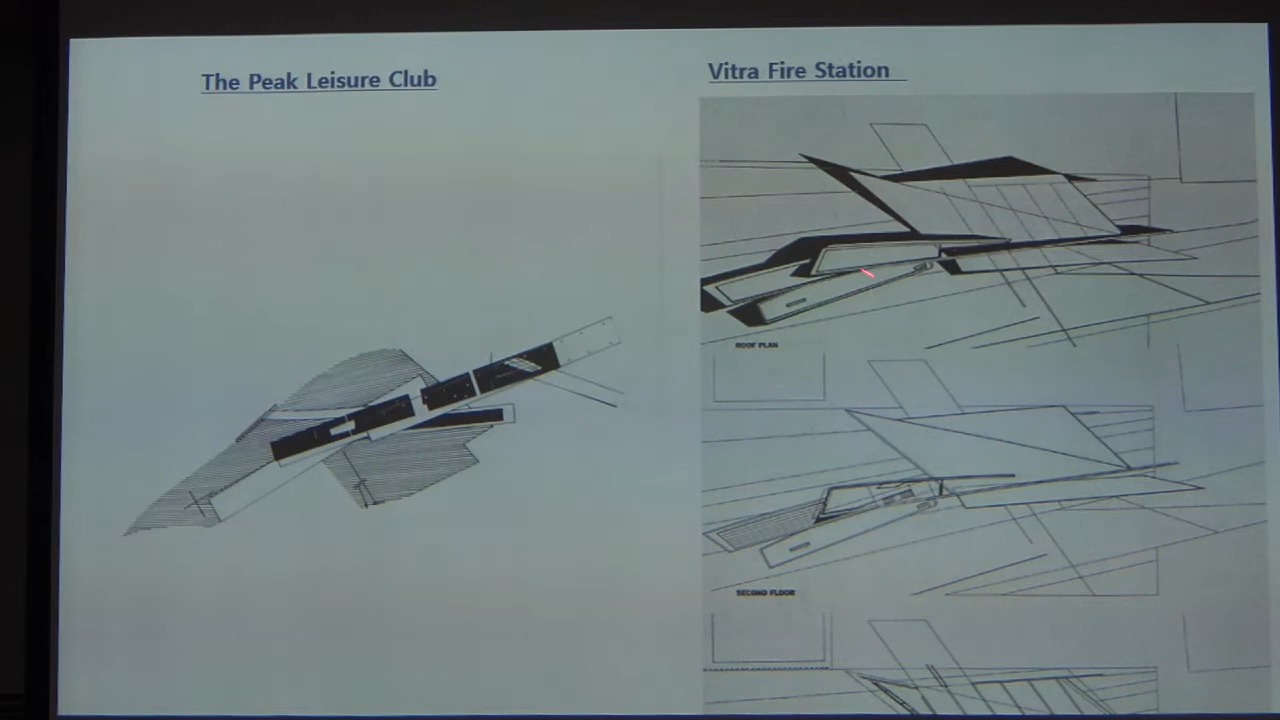 The Peak Leisure Club
Vitra Fire Station
ROOF PLAN
SECOND FLOOR